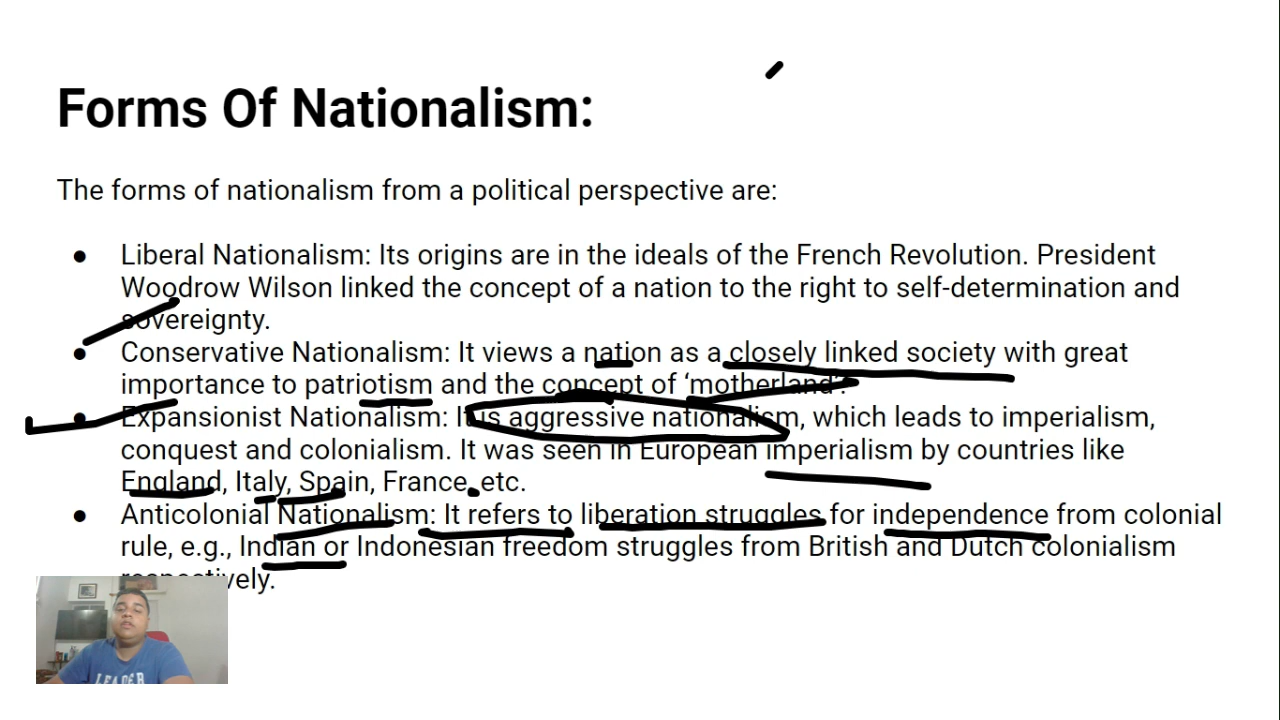 Forms Of Nationalism:
The forms of nationalism from a political perspective are:
● Liberal Nationalism: Its origins are in the ideals of the French Revolution. President
Woodrow Wilson linked the concept of a nation to the right to self-determination and
sovereignty.
● Conservative Nationalism: It views a nation as a closely linked society with great
importance to patriotism and the concept of ‘motherland’.
● Expansionist Nationalism: It is aggressive nationalism, which leads to imperialism,
conquest and colonialism. It was seen in European imperialism by countries like
England, Italy, Spain, France, etc.
● Anticolonial Nationalism: It refers to liberation struggles for independence from colonial
rule, e.g., Indian or Indonesian freedom struggles from British and Dutch colonialism
respectively.
LEADER